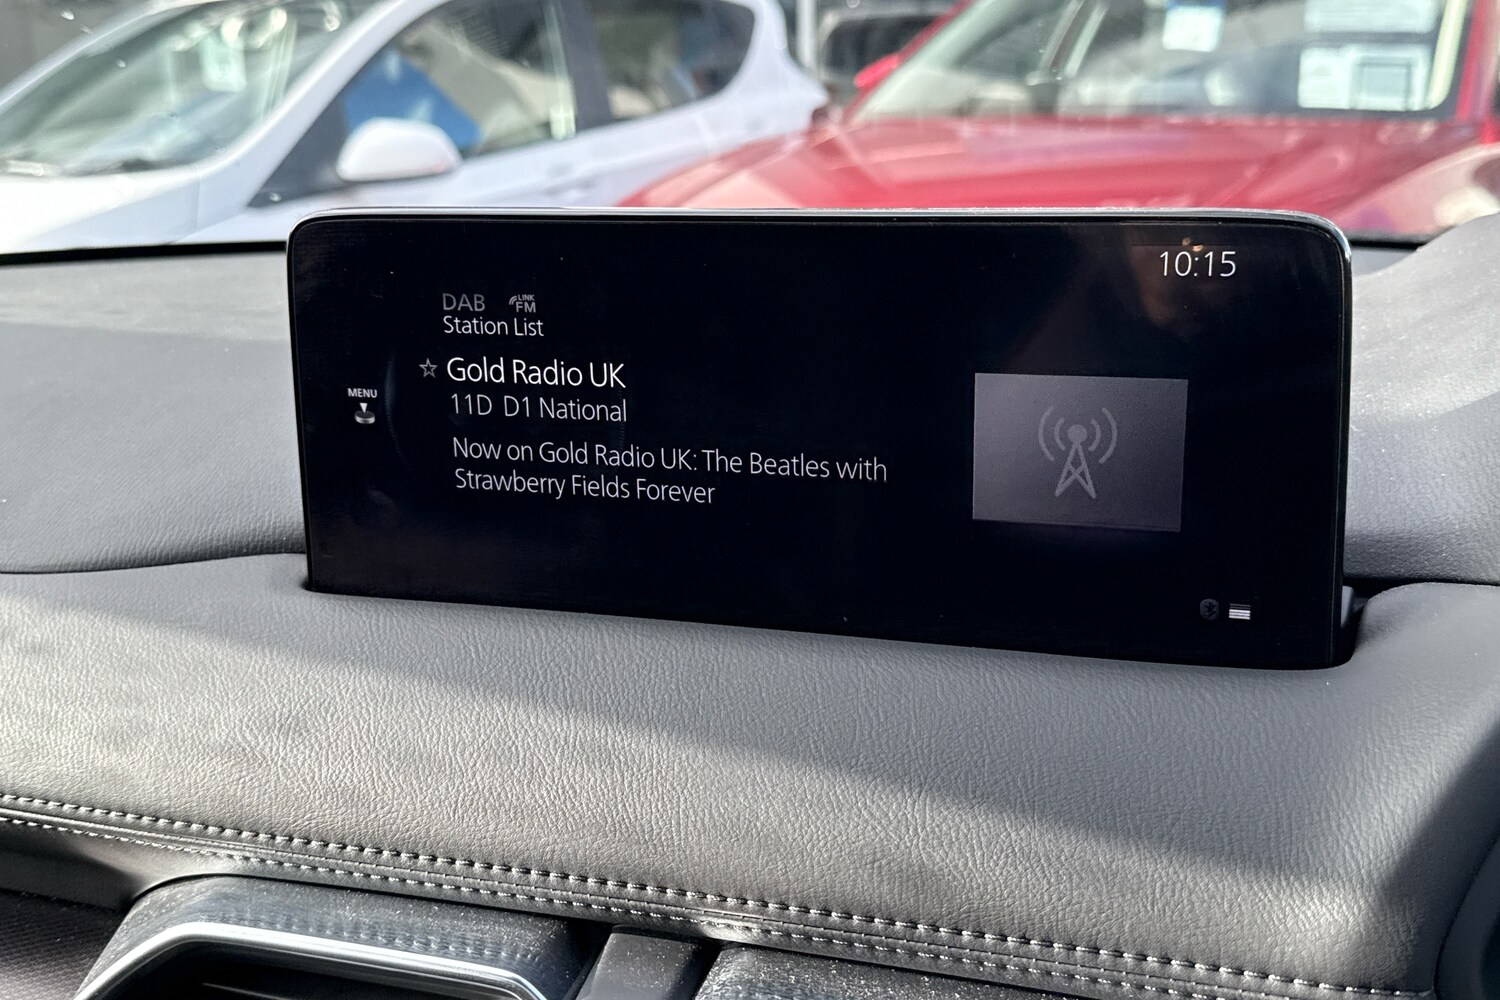 10:15
DAB LINK FM
Station List
☆ Gold Radio UK
MENU
11D D1 National
Now on Gold Radio UK: The Beatles with
Strawberry Fields Forever